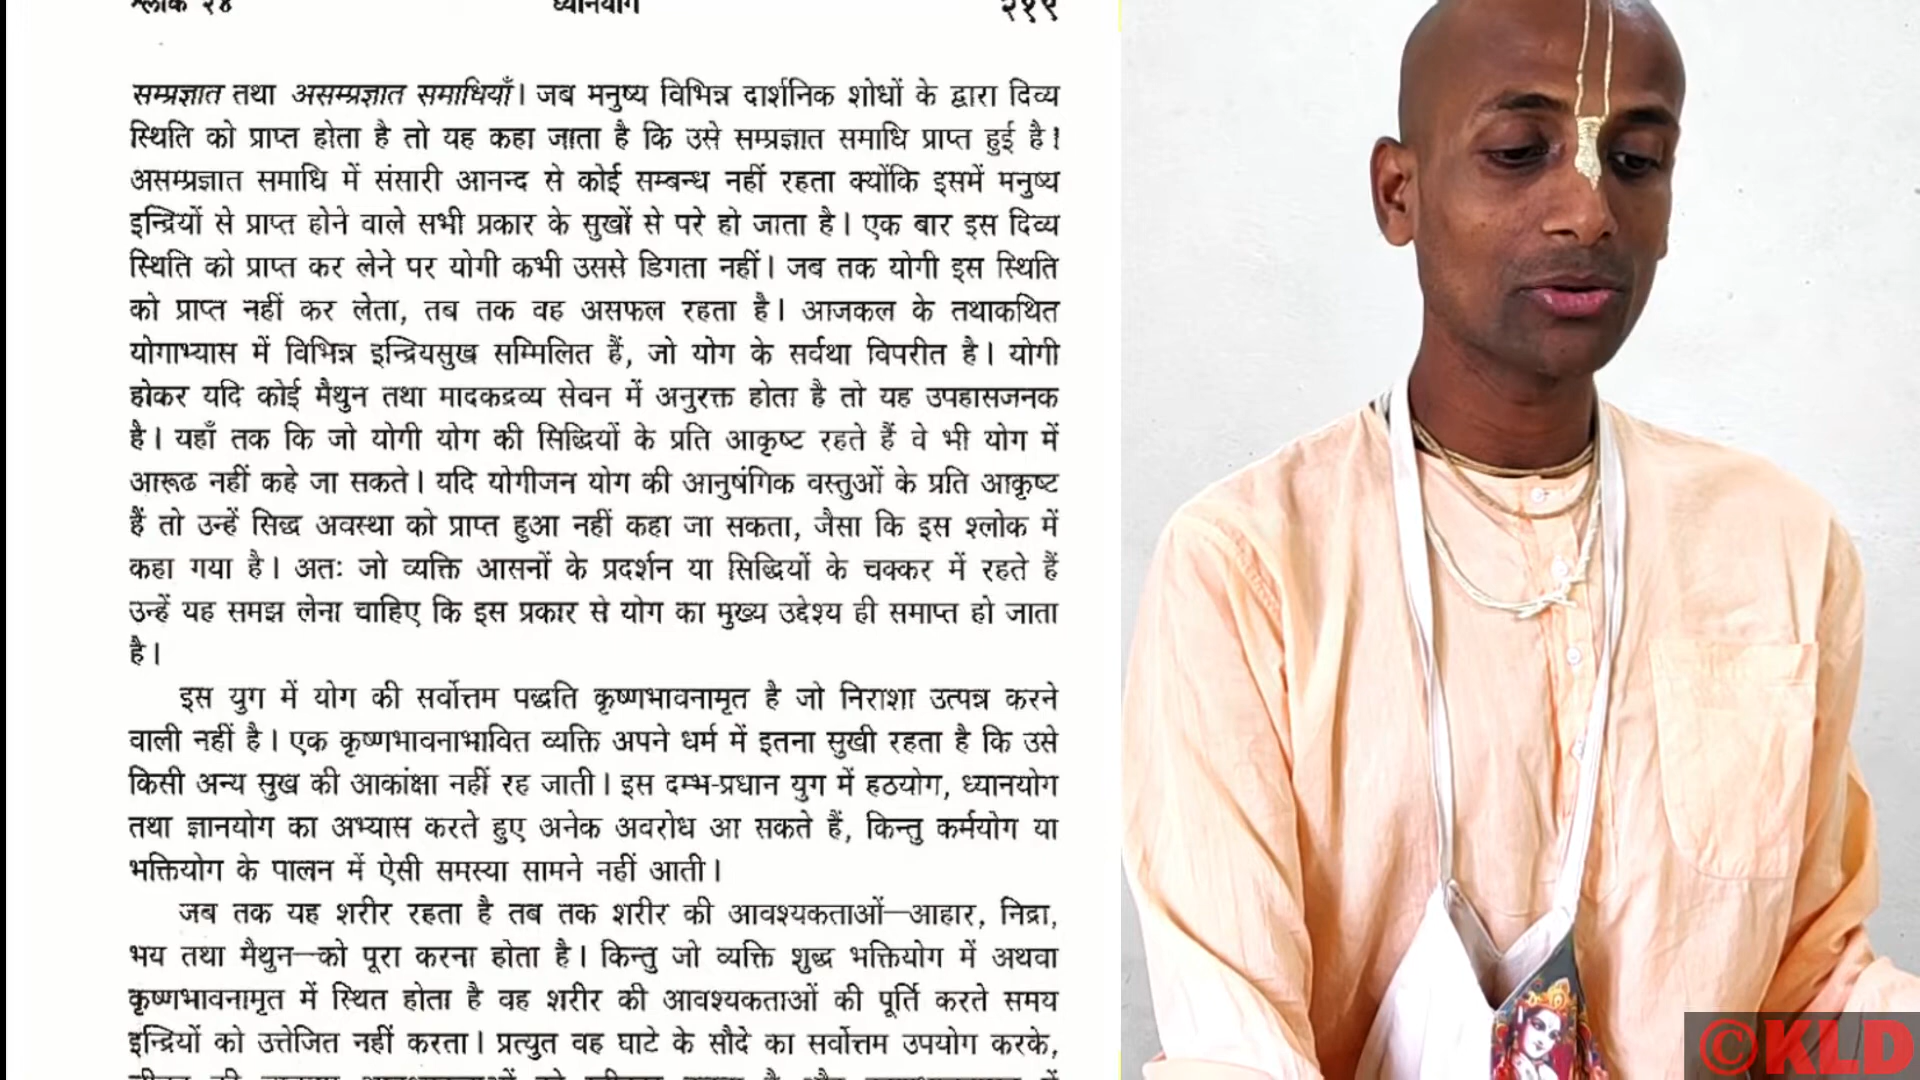 श्लोक २४ ध्यानयोग २१९
सम्प्रज्ञात तथा असम्प्रज्ञात समाधियाँ। जब मनुष्य विभिन्न दार्शनिक शोधों के द्वारा दिव्य
स्थिति को प्राप्त होता है तो यह कहा जाता है कि उसे सम्प्रज्ञात समाधि प्राप्त हुई है।
असम्प्रज्ञात समाधि में संसारी आनन्द से कोई सम्बन्ध नहीं रहता क्योंकि इसमें मनुष्य
इन्द्रियों से प्राप्त होने वाले सभी प्रकार के सुखों से परे हो जाता है। एक बार इस दिव्य
स्थिति को प्राप्त कर लेने पर योगी कभी उससे डिगता नहीं। जब तक योगी इस स्थिति
को प्राप्त नहीं कर लेता, तब तक वह असफल रहता है। आजकल के तथाकथित
योगाभ्यास में विभिन्न इन्द्रियसुख सम्मिलित हैं, जो योग के सर्वथा विपरीत है। योगी
होकर यदि कोई मैथुन तथा मादकद्रव्य सेवन में अनुरक्त होता है तो यह उपहासजनक
है। यहाँ तक कि जो योगी योग की सिद्धियों के प्रति आकृष्ट रहते हैं वे भी योग में
आरूढ नहीं कहे जा सकते। यदि योगीजन योग की आनुषंगिक वस्तुओं के प्रति आकृष्ट
हैं तो उन्हें सिद्ध अवस्था को प्राप्त हुआ नहीं कहा जा सकता, जैसा कि इस श्लोक में
कहा गया है। अतः जो व्यक्ति आसनों के प्रदर्शन या सिद्धियों के चक्कर में रहते हैं
उन्हें यह समझ लेना चाहिए कि इस प्रकार से योग का मुख्य उद्देश्य ही समाप्त हो जाता
है।
इस युग में योग की सर्वोत्तम पद्धति कृष्णभावनामृत है जो निराशा उत्पन्न करने
वाली नहीं है। एक कृष्णभावनाभावित व्यक्ति अपने धर्म में इतना सुखी रहता है कि उसे
किसी अन्य सुख की आकांक्षा नहीं रह जाती। इस दम्भ-प्रधान युग में हठयोग, ध्यानयोग
तथा ज्ञानयोग का अभ्यास करते हुए अनेक अवरोध आ सकते हैं, किन्तु कर्मयोग या
भक्तियोग के पालन में ऐसी समस्या सामने नहीं आती।
जब तक यह शरीर रहता है तब तक शरीर की आवश्यकताओं—आहार, निद्रा,
भय तथा मैथुन—को पूरा करना होता है। किन्तु जो व्यक्ति शुद्ध भक्तियोग में अथवा
कृष्णभावनामृत में स्थित होता है वह शरीर की आवश्यकताओं की पूर्ति करते समय
इन्द्रियों को उत्तेजित नहीं करता। प्रत्युत वह घाटे के सौदे का सर्वोत्तम उपयोग करके,
©KLD